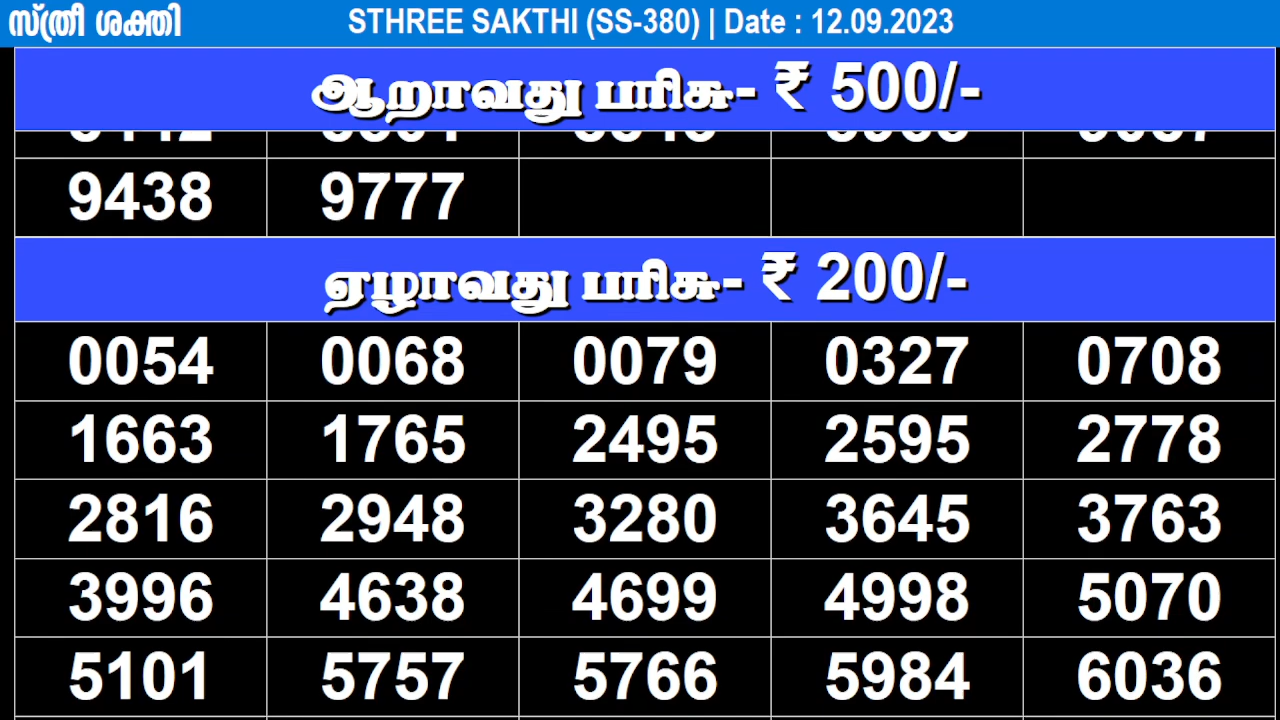 സ്ത്രീ ശക്തി STHREE SAKTHI (SS-380) | Date : 12.09.2023
ஆறாவது பரிசு- ₹ 500/-
9438 9777
ஏழாவது பரிசு- ₹ 200/-
0054 0068 0079 0327 0708
1663 1765 2495 2595 2778
2816 2948 3280 3645 3763
3996 4638 4699 4998 5070
5101 5757 5766 5984 6036